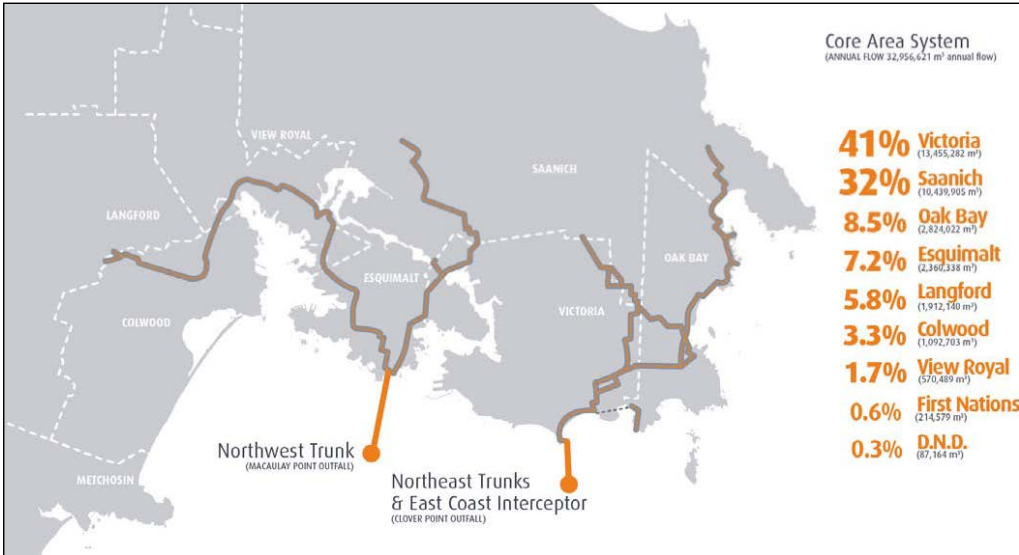 Core Area System
(ANNUAL FLOW 32,956,621 m³ annual flow)
VIEW ROYAL
SAANICH
LANGFORD
OAK BAY
ESQUIMALT
COLWOOD
VICTORIA
METCHOSIN
41% Victoria
(13,455,282 m³)
32% Saanich
(10,439,905 m³)
8.5% Oak Bay
(2,824,022 m³)
7.2% Esquimalt
(2,360,338 m³)
5.8% Langford
(1,912,140 m³)
3.3% Colwood
(1,092,703 m³)
1.7% View Royal
(570,489 m³)
0.6% First Nations
(214,579 m³)
0.3% D.N.D.
(87,164 m³)
Northwest Trunk
(MACAULAY POINT OUTFALL)
Northeast Trunks
& East Coast Interceptor
(CLOVER POINT OUTFALL)